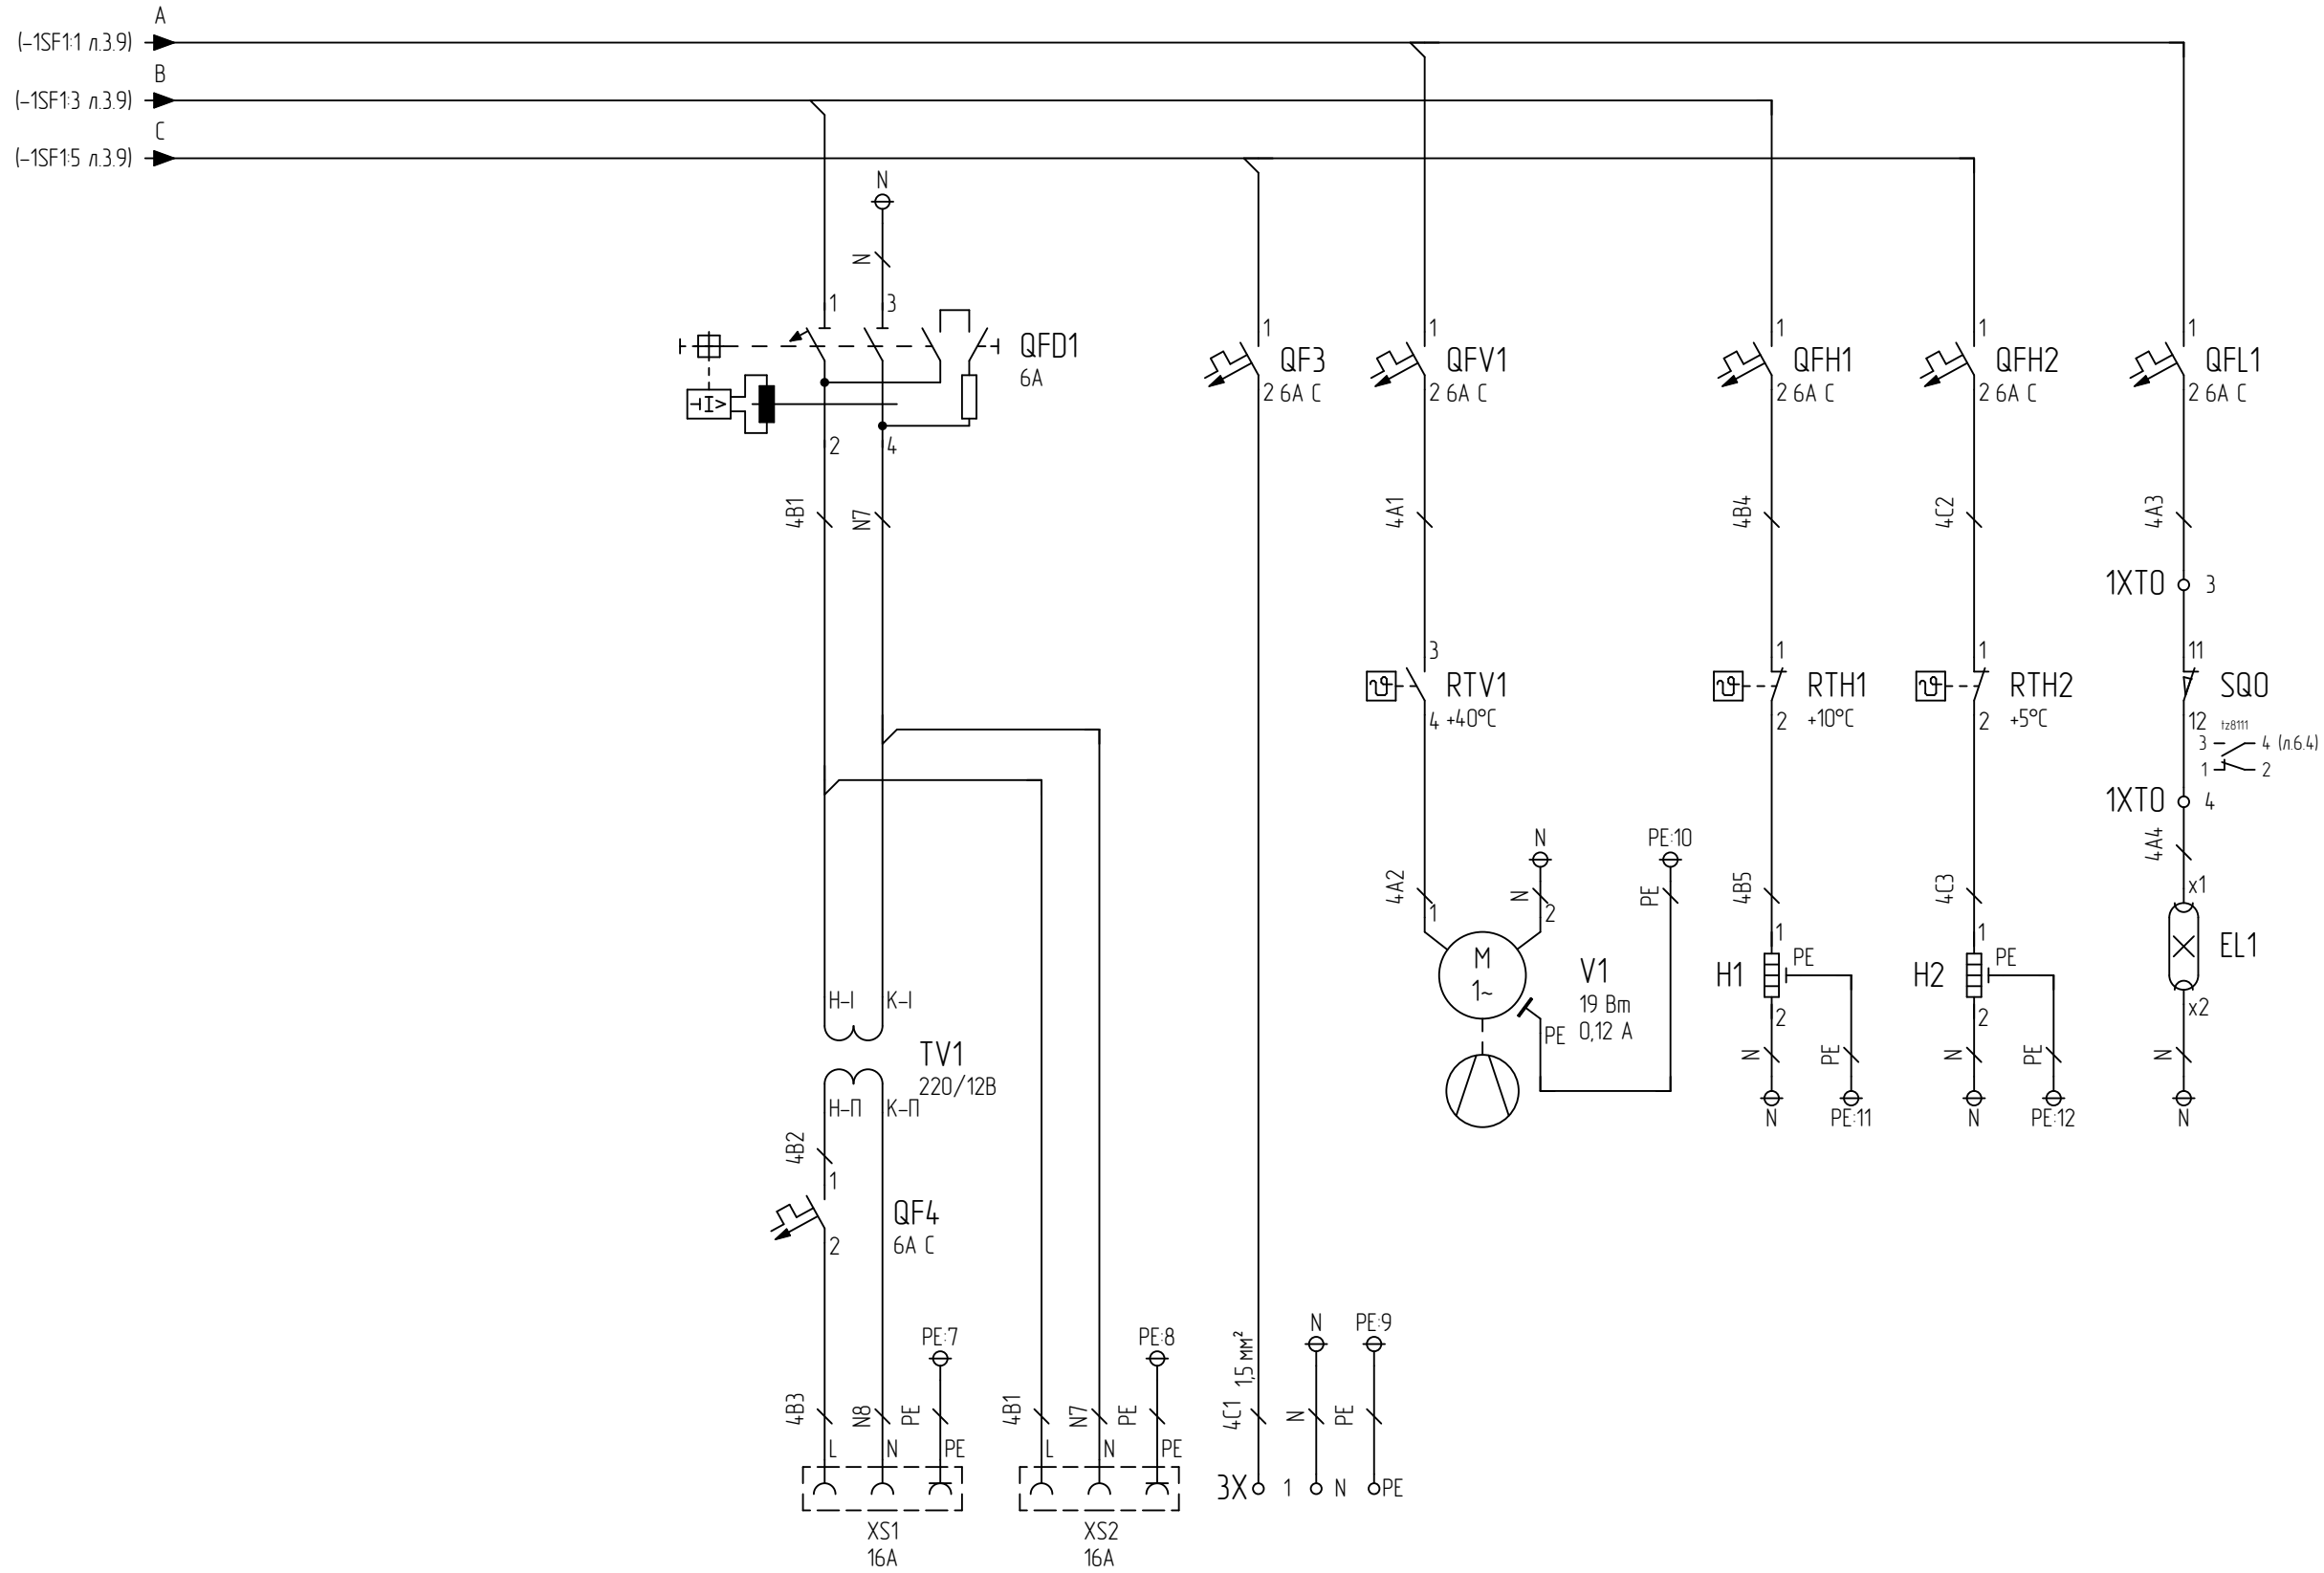 A
(-1SF1:1 л.3.9)
B
(-1SF1:3 л.3.9)
C
(-1SF1:5 л.3.9)
N
N
1 3
QFD1
6A
I>
2 4
4B1 N7
1
QF3
2 6A C
1
QFV1
2 6A C
1
QFH1
2 6A C
1
QFH2
2 6A C
1
QFL1
2 6A C
4A1
4B4
4C2
4A3
1XT0 3
3
RTV1
4 +40°C
1
RTH1
2 +10°C
1
RTH2
2 +5°C
11
SQ0
12 tz8111
3 4 (л.6.4)
1 2
1XT0 4
4A4
N
PE:10
4A2 N PE
1 2
4B5
4C3
x1
EL1
x2
M
1~
V1
19 Вт
0,12 А
PE
1
H1 PE
2
N PE
N PE:11
1
H2 PE
2
N PE
N PE:12
N
N
Н-I К-I
TV1
220/12В
Н-П К-П
4B2
1
QF4
2 6A C
PE:7
4B3 N8 PE
L N PE
XS1
16A
PE:8
4B1 N7 PE
L N PE
XS2
16A
N PE:9
4C1 1,5 мм² N PE
3X 1 N PE